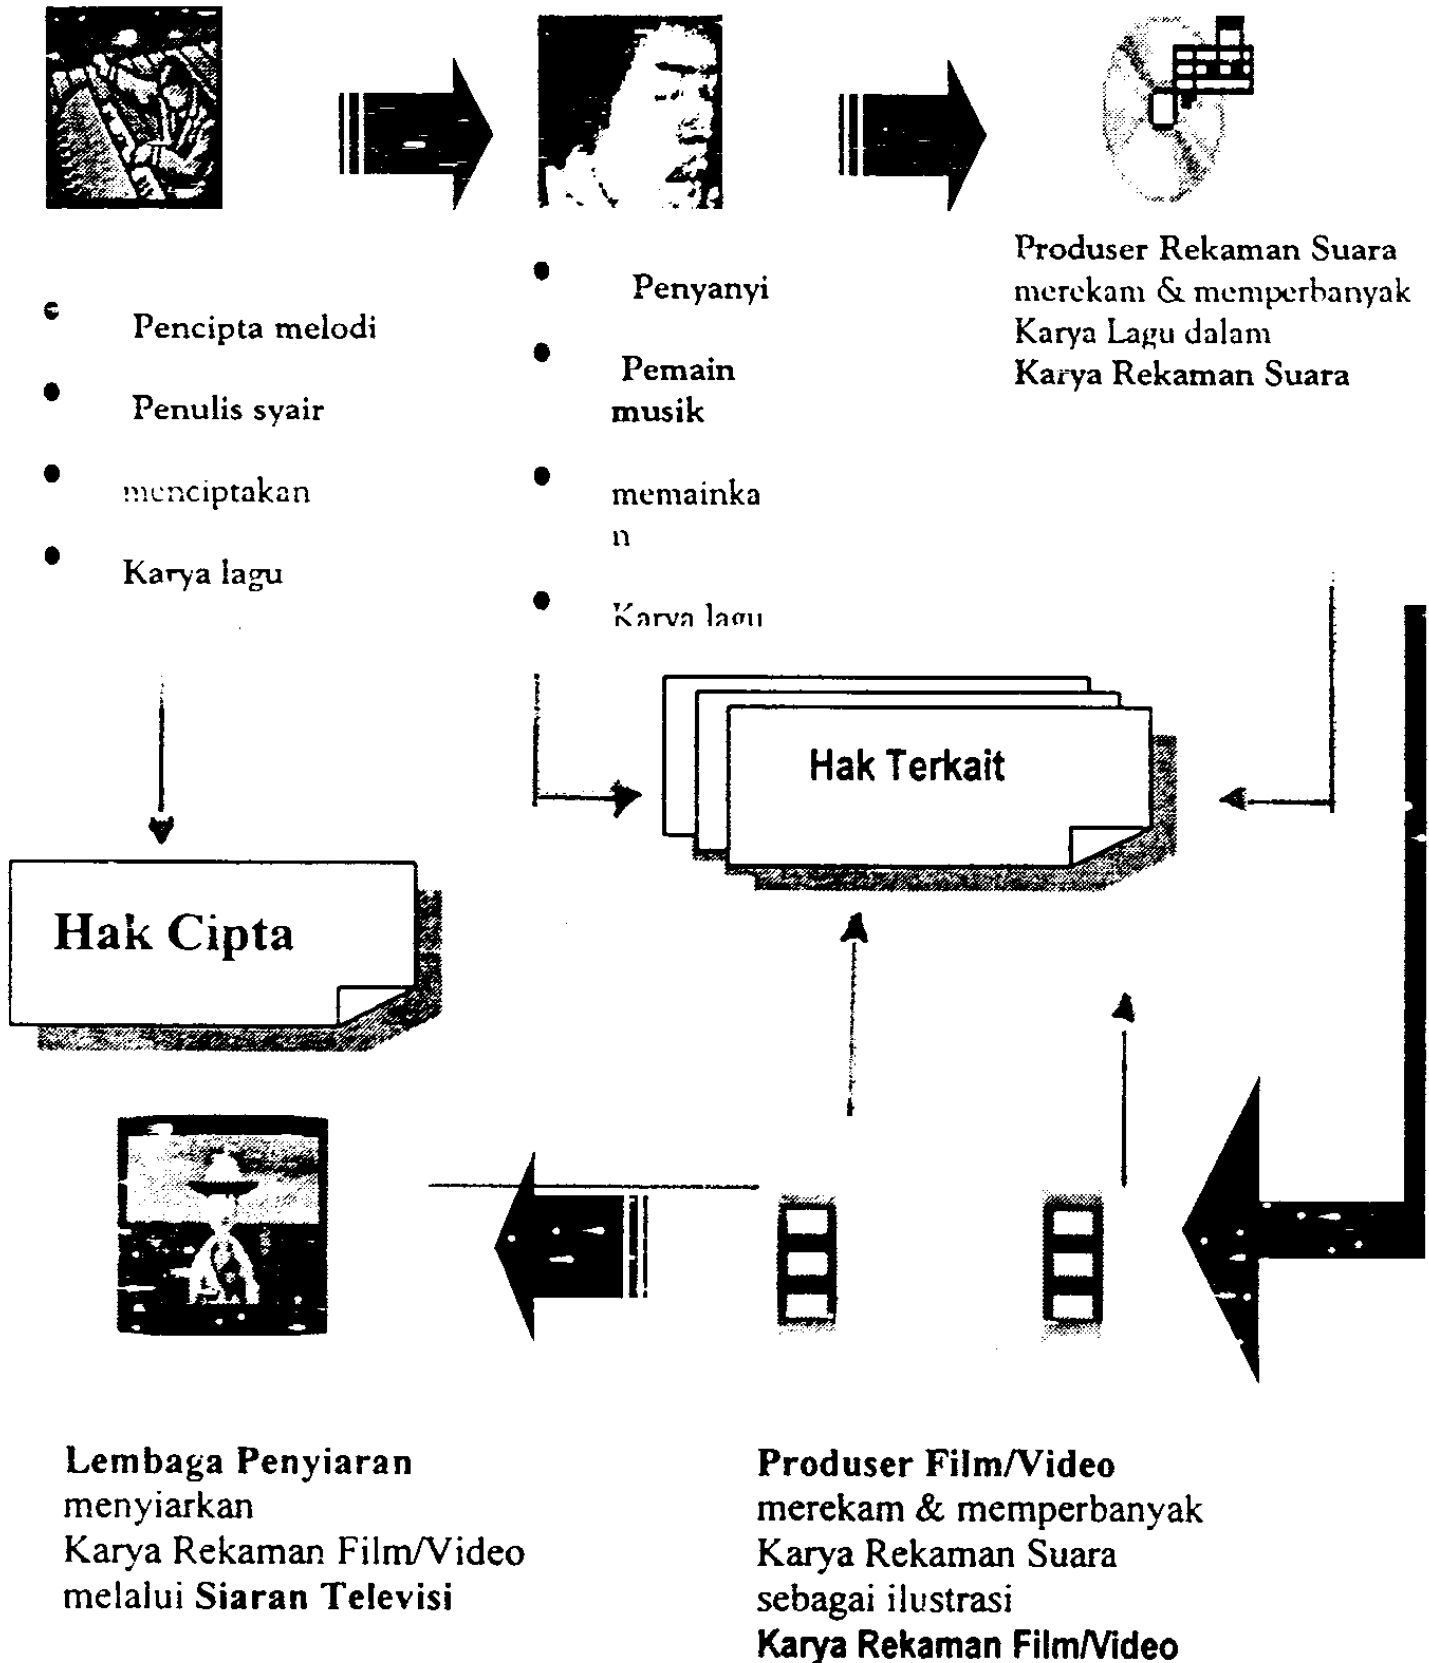 Pencipta melodi
Penulis syair
menciptakan
Karya lagu
Penyanyi
Pemain
musik
memainka
n
Karya lagu
Produser Rekaman Suara
merekam & memperbanyak
Karya Lagu dalam
Karya Rekaman Suara
Hak Terkait
Hak Cipta
Lembaga Penyiaran
menyiarkan
Karya Rekaman Film/Video
melalui Siaran Televisi
Produser Film/Video
merekam & memperbanyak
Karya Rekaman Suara
sebagai ilustrasi
Karya Rekaman Film/Video